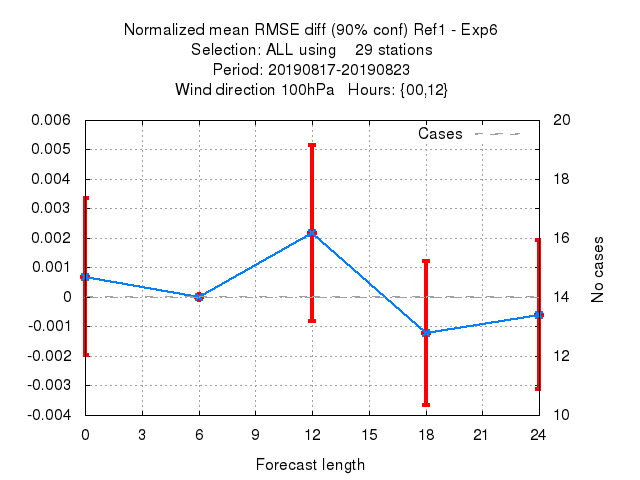 Normalized mean RMSE diff (90% conf) Ref1 - Exp6
Selection: ALL using    29 stations
Period: 20190817-20190823
Wind direction 100hPa   Hours: {00,12}
Cases
0.006
0.005
0.004
0.003
0.002
0.001
0
-0.001
-0.002
-0.003
-0.004
20
18
16
14
12
10
No cases
0 3 6 9 12 15 18 21 24
Forecast length